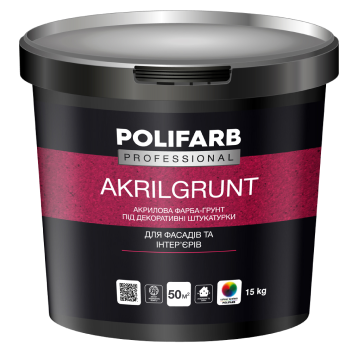 POLIFARB
PROFESSIONAL
AKRILGRUNT
АКРИЛОВА ФАРБА-ГРУНТ
ПІД ДЕКОРАТИВНІ ШТУКАТУРКИ
ДЛЯ ФАСАДІВ ТА
ІНТЕР'ЄРІВ
50м²
15 kg